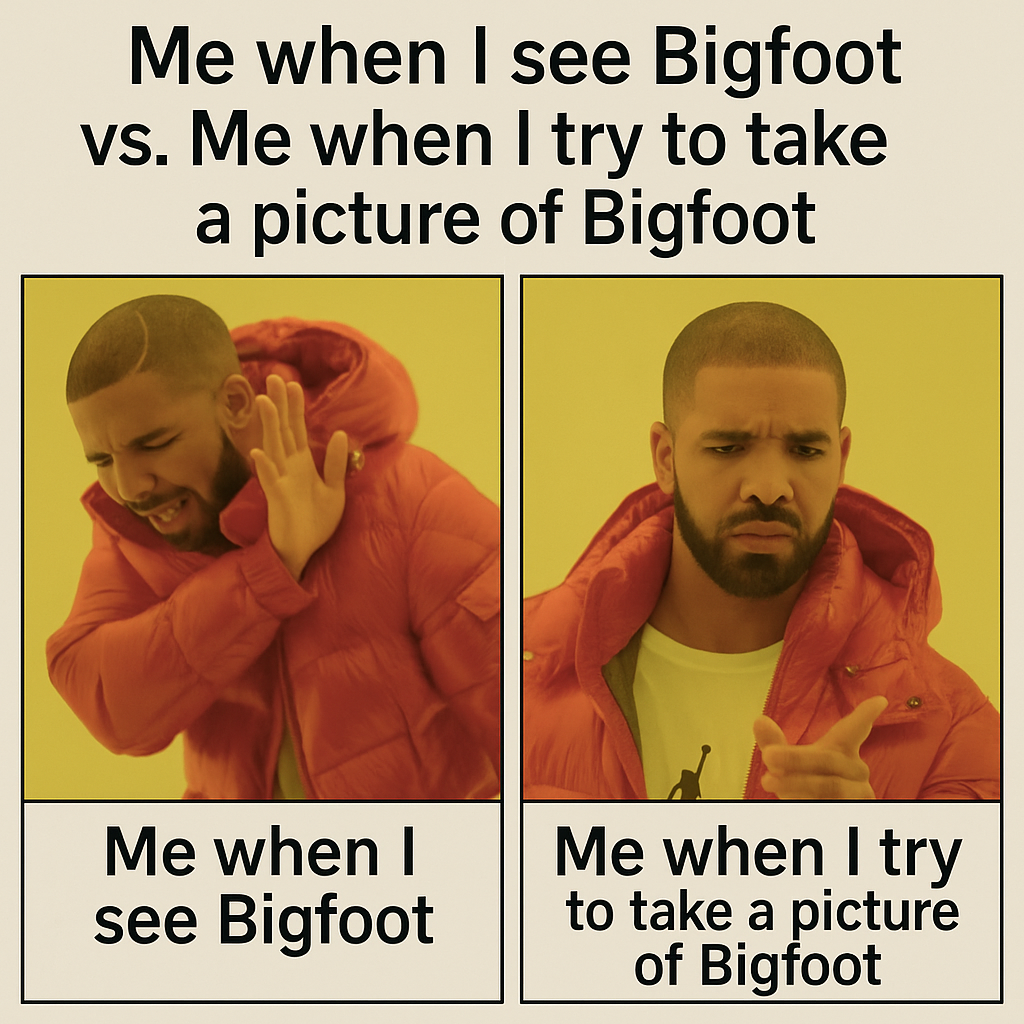 Me when I see Bigfoot
vs. Me when I try to take
a picture of Bigfoot
Me when I
see Bigfoot
Me when I try
to take a picture
of Bigfoot